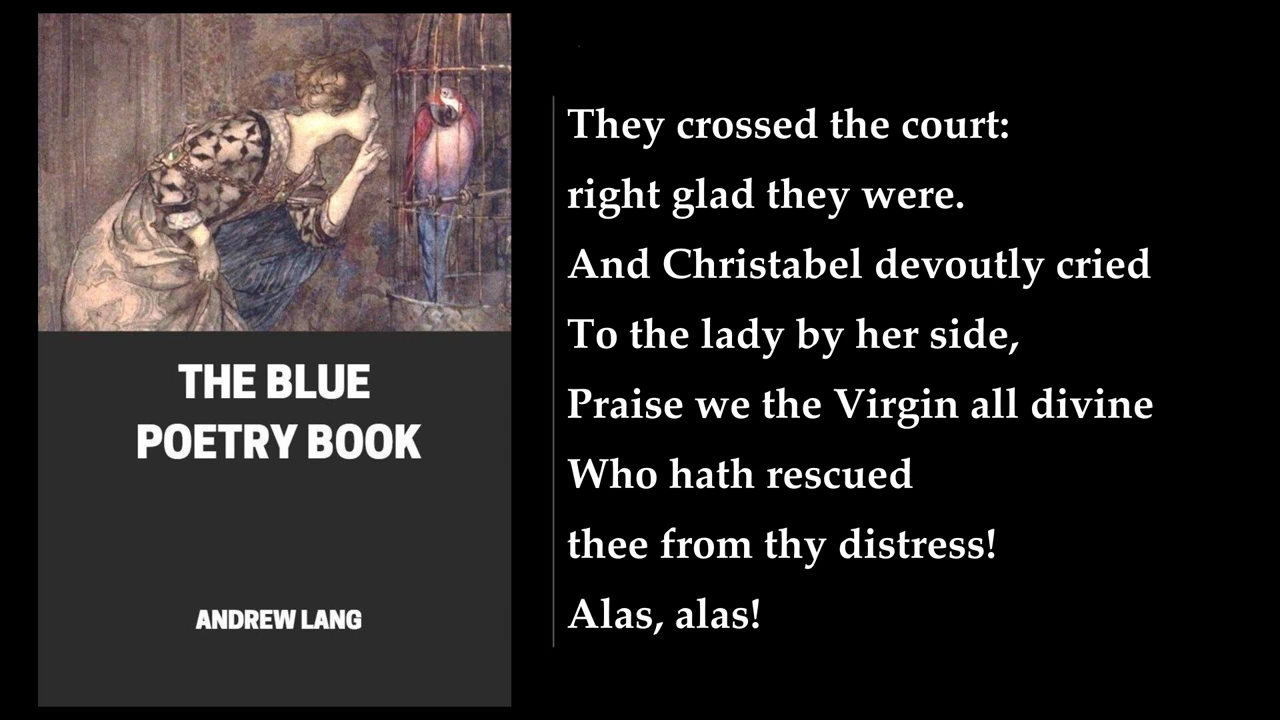 THE BLUE
POETRY BOOK
ANDREW LANG
They crossed the court:
right glad they were.
And Christabel devoutly cried
To the lady by her side,
Praise we the Virgin all divine
Who hath rescued
thee from thy distress!
Alas, alas!